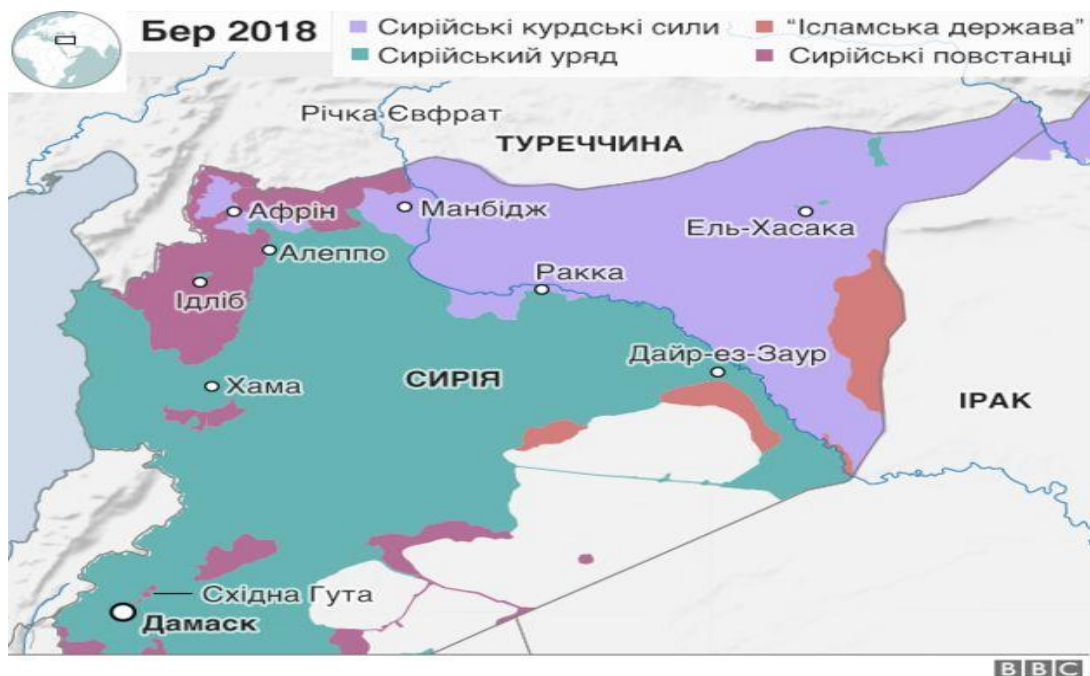 Бер 2018
Сирійські курдські сили
“Ісламська держава”
Сирійський уряд
Сирійські повстанці
Річка Євфрат
ТУРЕЧЧИНА
Афрін
Манбідж
Ель-Хасака
Алеппо
Ракка
Ідліб
Дайр-ез-Заур
Хама
СИРІЯ
ІРАК
Східна Гута
Дамаск
BBC